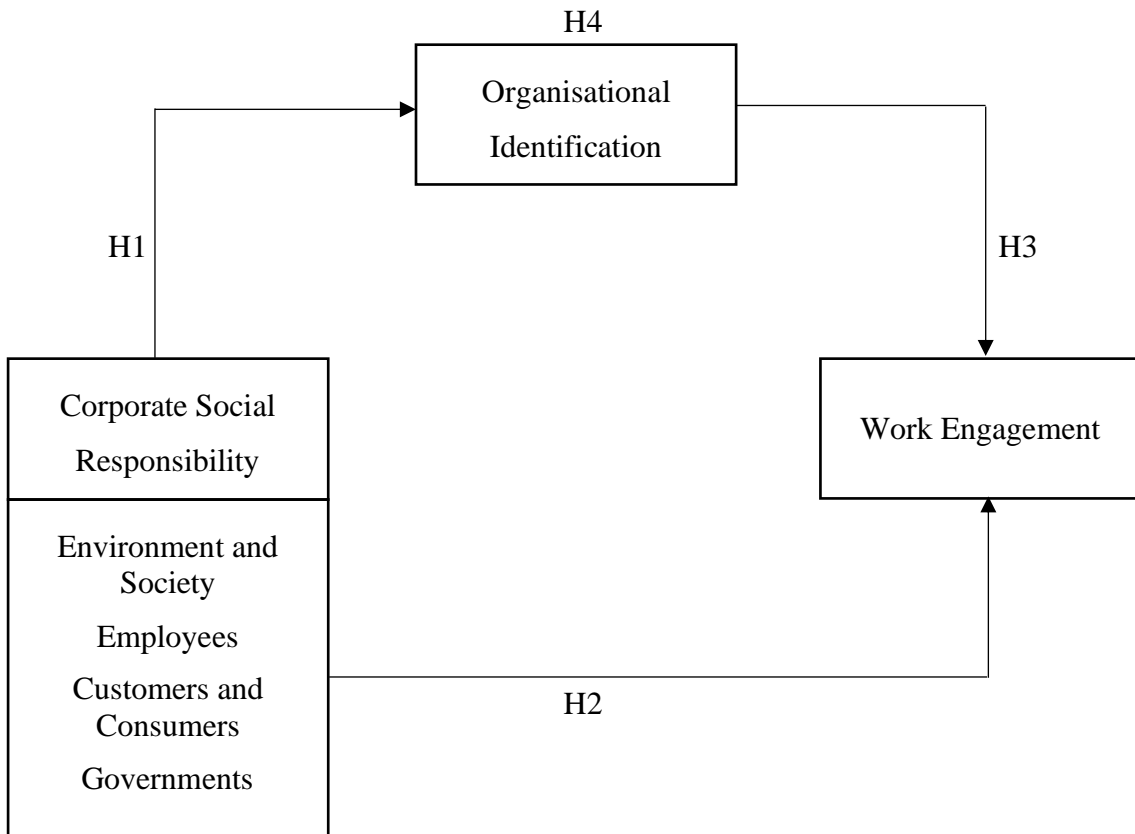 H4
Organisational
Identification
H1
H3
Corporate Social
Responsibility
Work Engagement
Environment and
Society
Employees
Customers and
Consumers
Governments
H2